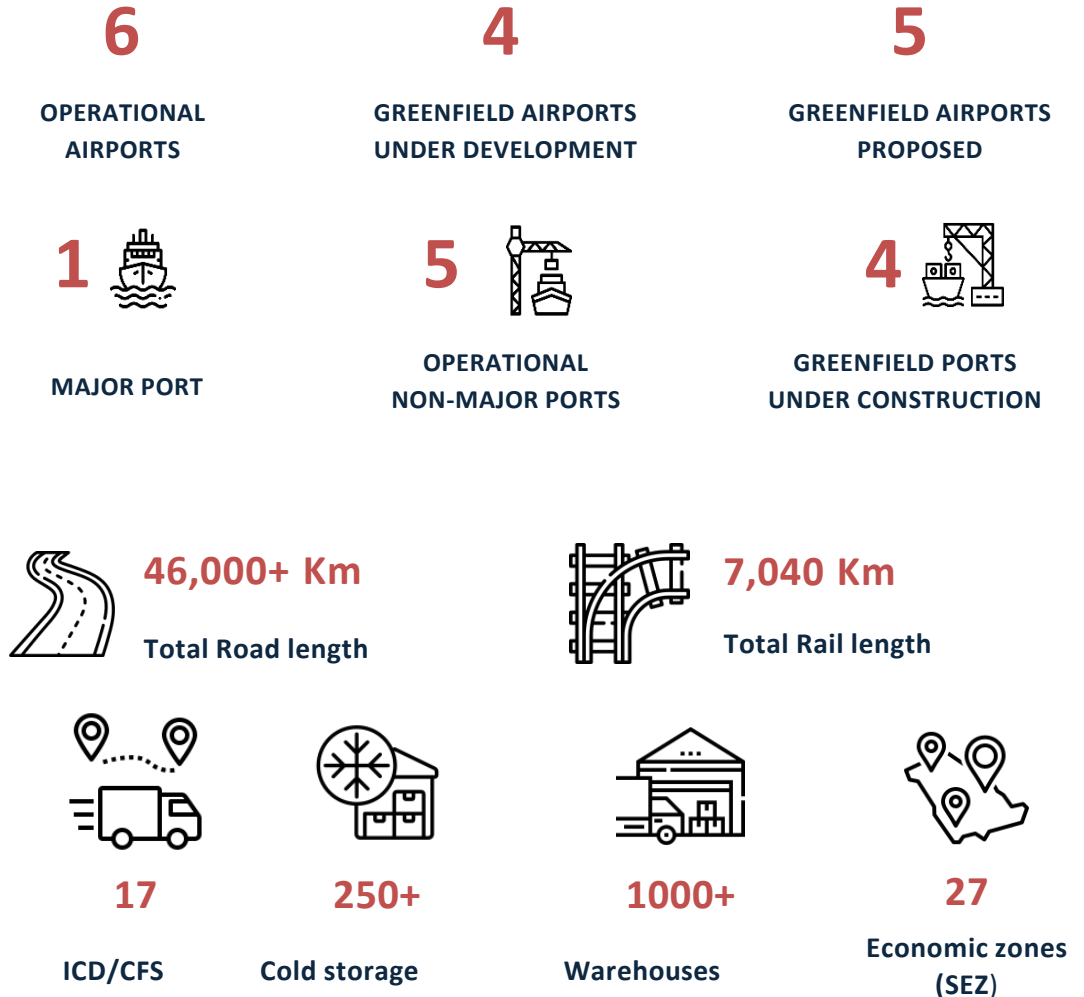 6
OPERATIONAL
AIRPORTS
4
GREENFIELD AIRPORTS
UNDER DEVELOPMENT
5
GREENFIELD AIRPORTS
PROPOSED
1
MAJOR PORT
5
OPERATIONAL
NON-MAJOR PORTS
4
GREENFIELD PORTS
UNDER CONSTRUCTION
46,000+ Km
Total Road length
7,040 Km
Total Rail length
17
ICD/CFS
250+
Cold storage
1000+
Warehouses
27
Economic zones
(SEZ)